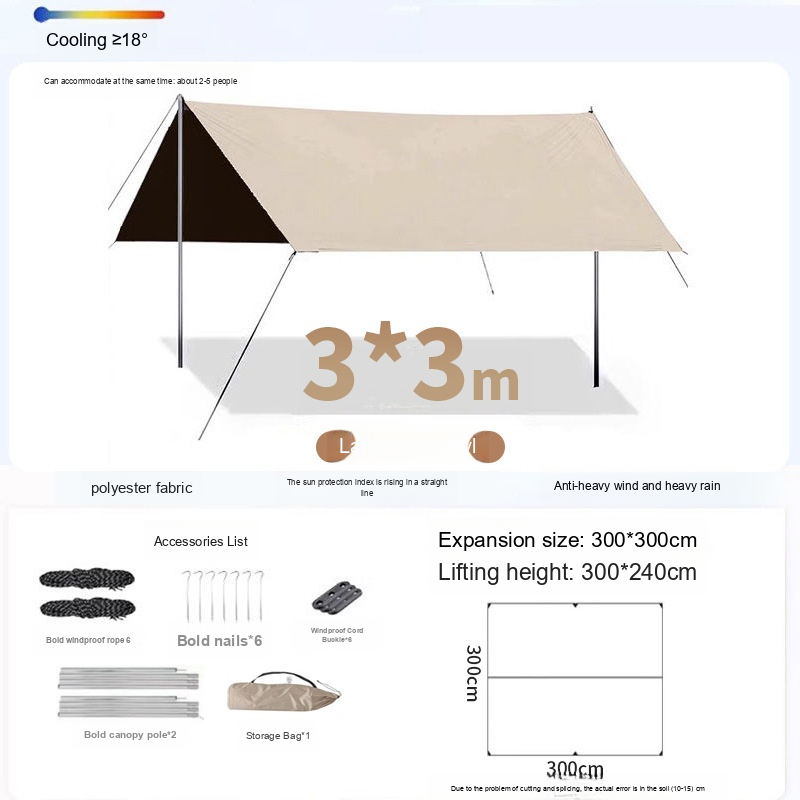 Cooling ≥18°
Can accommodate at the same time: about 2-5 people
3*3m
polyester fabric
The sun protection index is rising in a straight
line
Anti-heavy wind and heavy rain
Accessories List
Expansion size: 300*300cm
Lifting height: 300*240cm
Bold windproof rope 6
Bold nails*6
Windproof Cord
Buckle*6
Bold canopy pole*2
Storage Bag*1
300cm
300cm
Due to the problem of cutting and splicing, the actual error is in the soil (10-15) cm